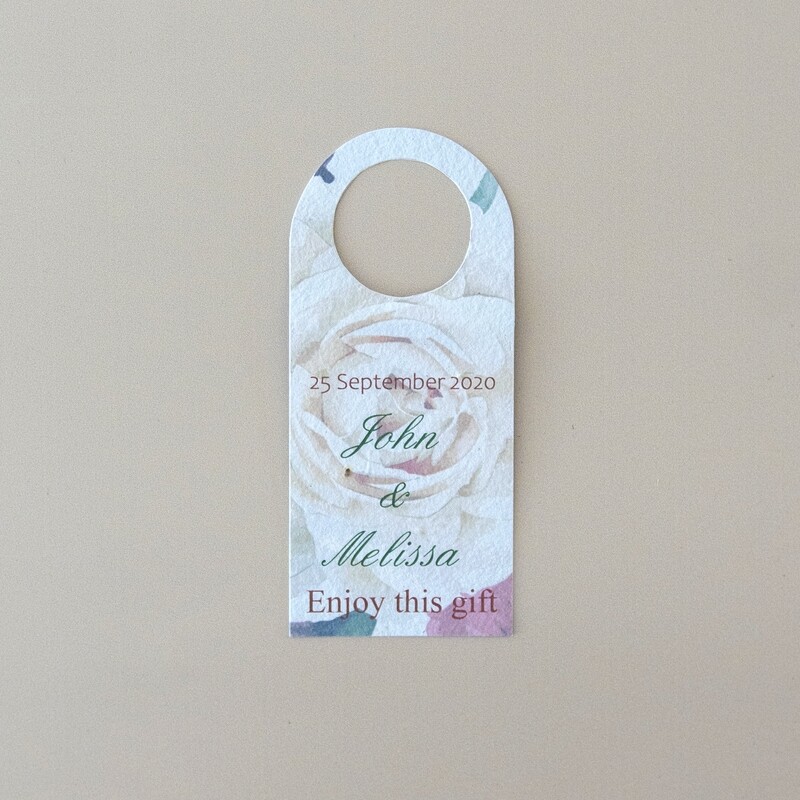 25 September 2020
John
&
Melissa
Enjoy this gift